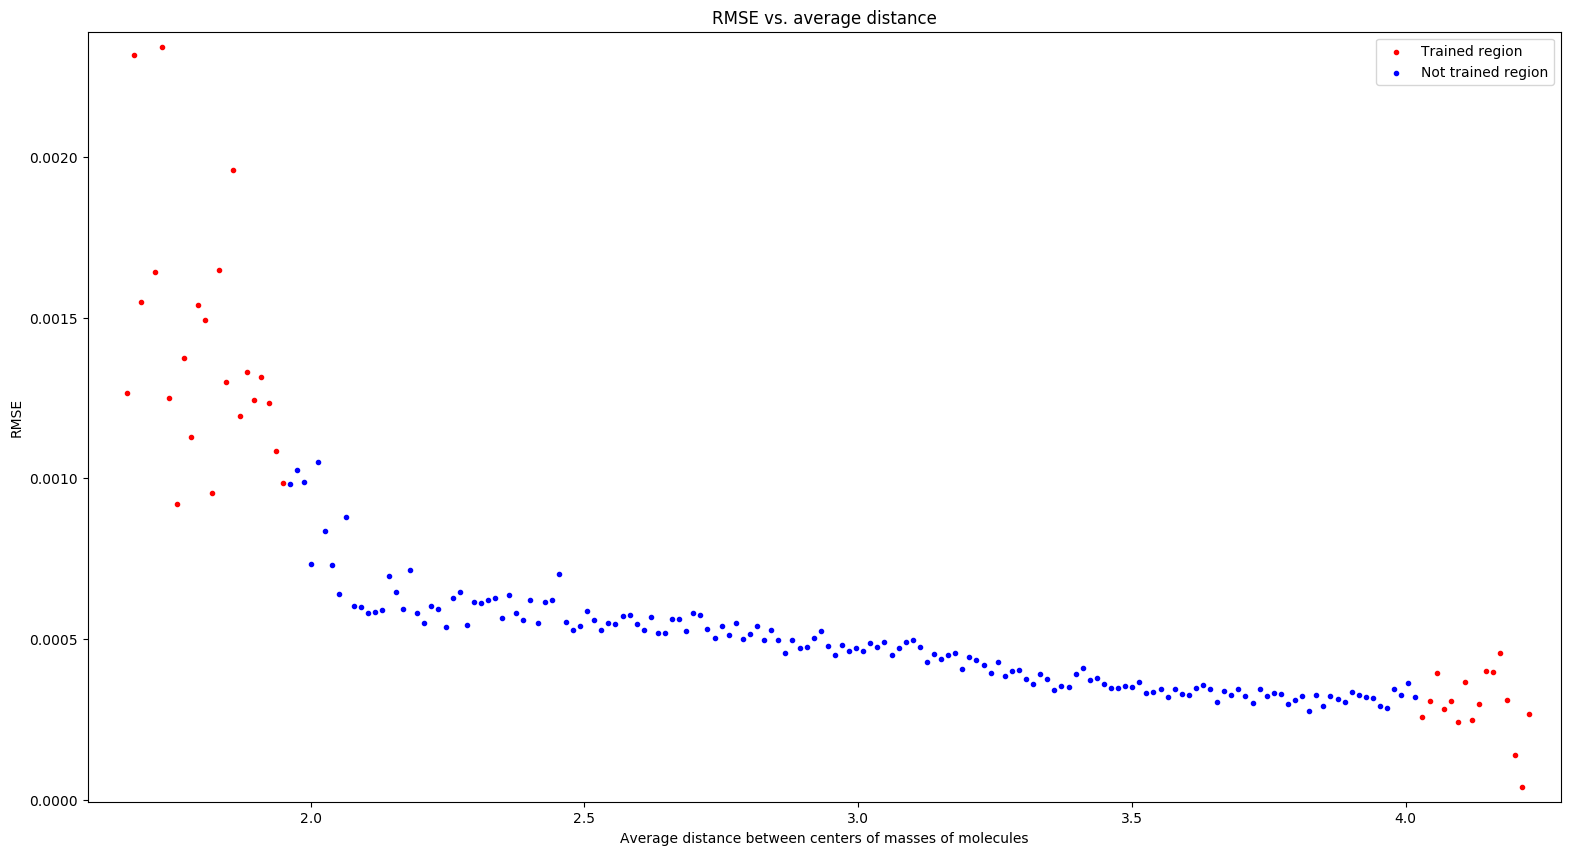 RMSE vs. average distance
Trained region
Not trained region
RMSE
0.0020
0.0015
0.0010
0.0005
0.0000
2.0
2.5
3.0
3.5
4.0
Average distance between centers of masses of molecules